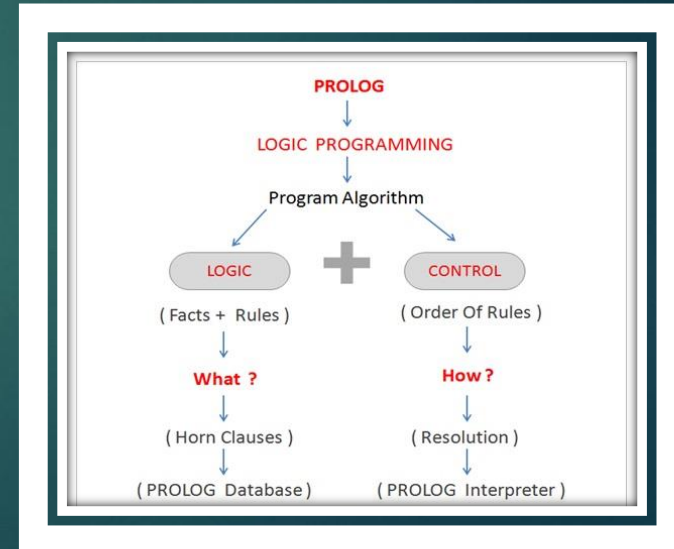 PROLOG
LOGIC PROGRAMMING
Program Algorithm
LOGIC + CONTROL
( Facts + Rules ) ( Order Of Rules )
What ? How ?
( Horn Clauses ) ( Resolution )
( PROLOG Database ) ( PROLOG Interpreter )